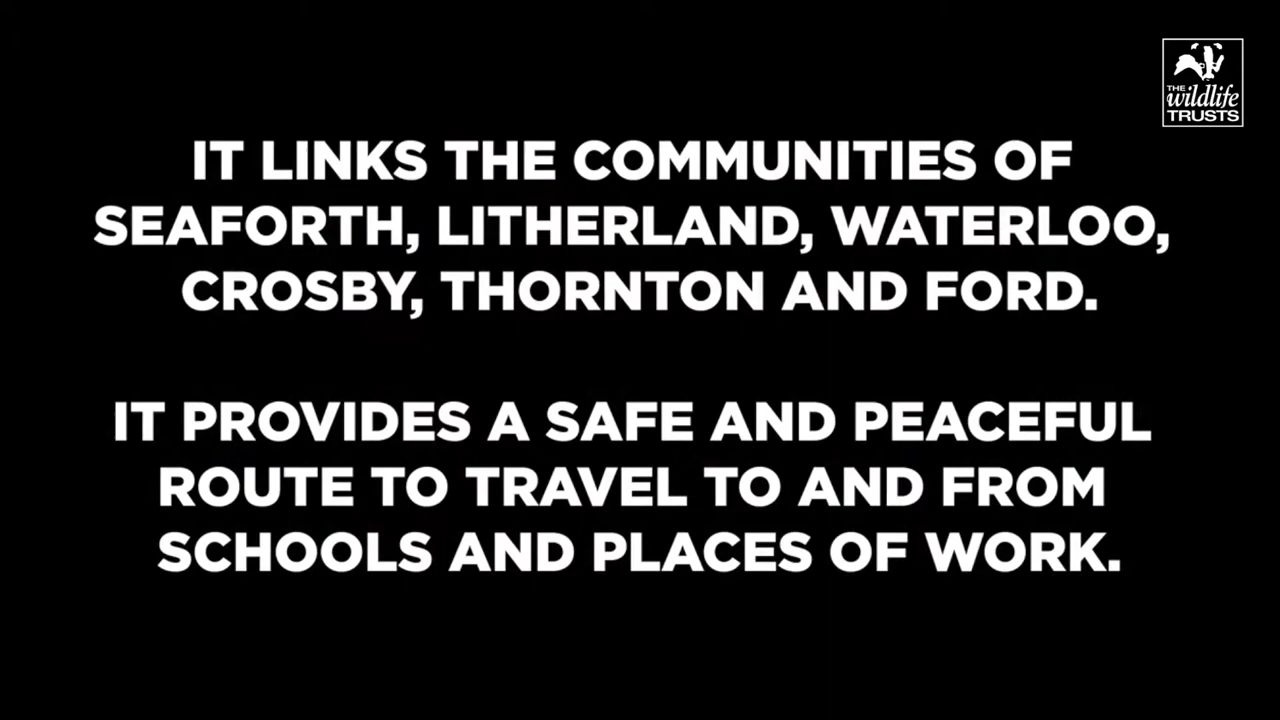 THE
wildlife
TRUSTS
IT LINKS THE COMMUNITIES OF
SEAFORTH, LITHERLAND, WATERLOO,
CROSBY, THORNTON AND FORD.
IT PROVIDES A SAFE AND PEACEFUL
ROUTE TO TRAVEL TO AND FROM
SCHOOLS AND PLACES OF WORK.